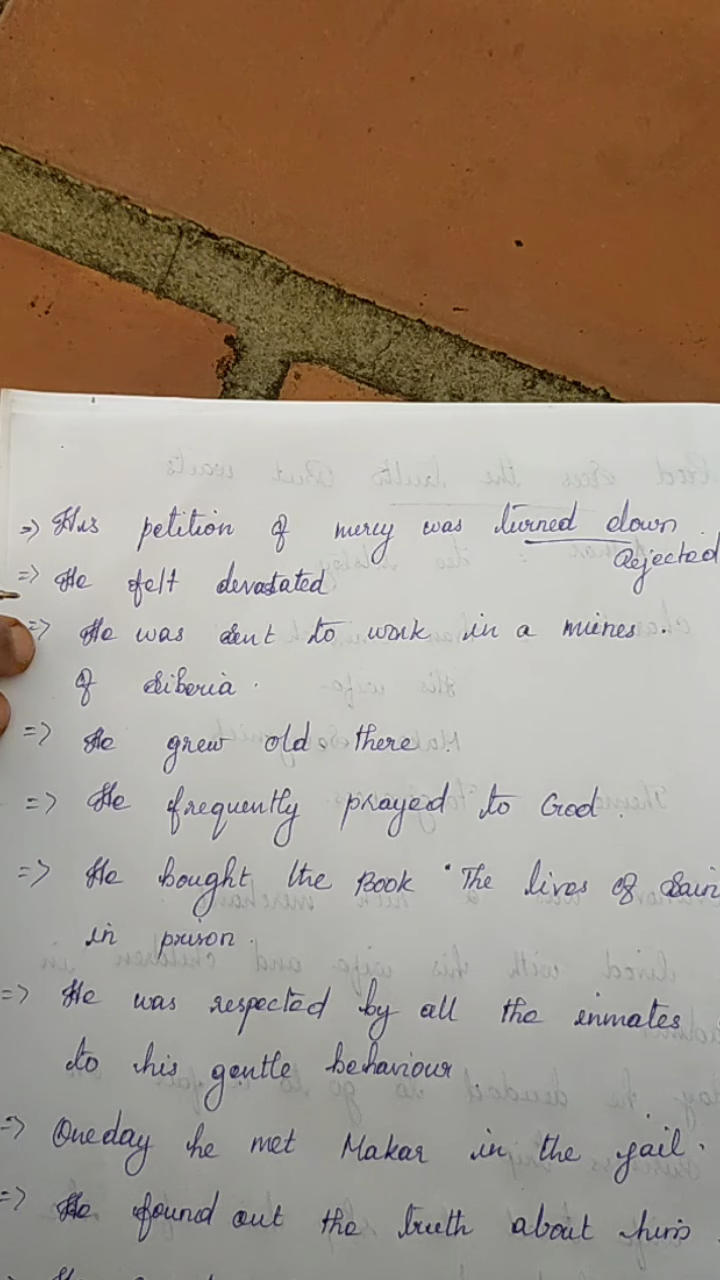 => His petition of mercy was turned down
Rejected
=> He felt devastated
=> He was sent to work in a mines.
of Siberia.
=> He grew old there.
=> He frequently prayed to God.
=> He bought the Book "The lives of Sain
in prison.
=> He was respected by all the inmates
to his gentle behaviour
=> Oneday he met Makar in the jail.
=> He found out the truth about him